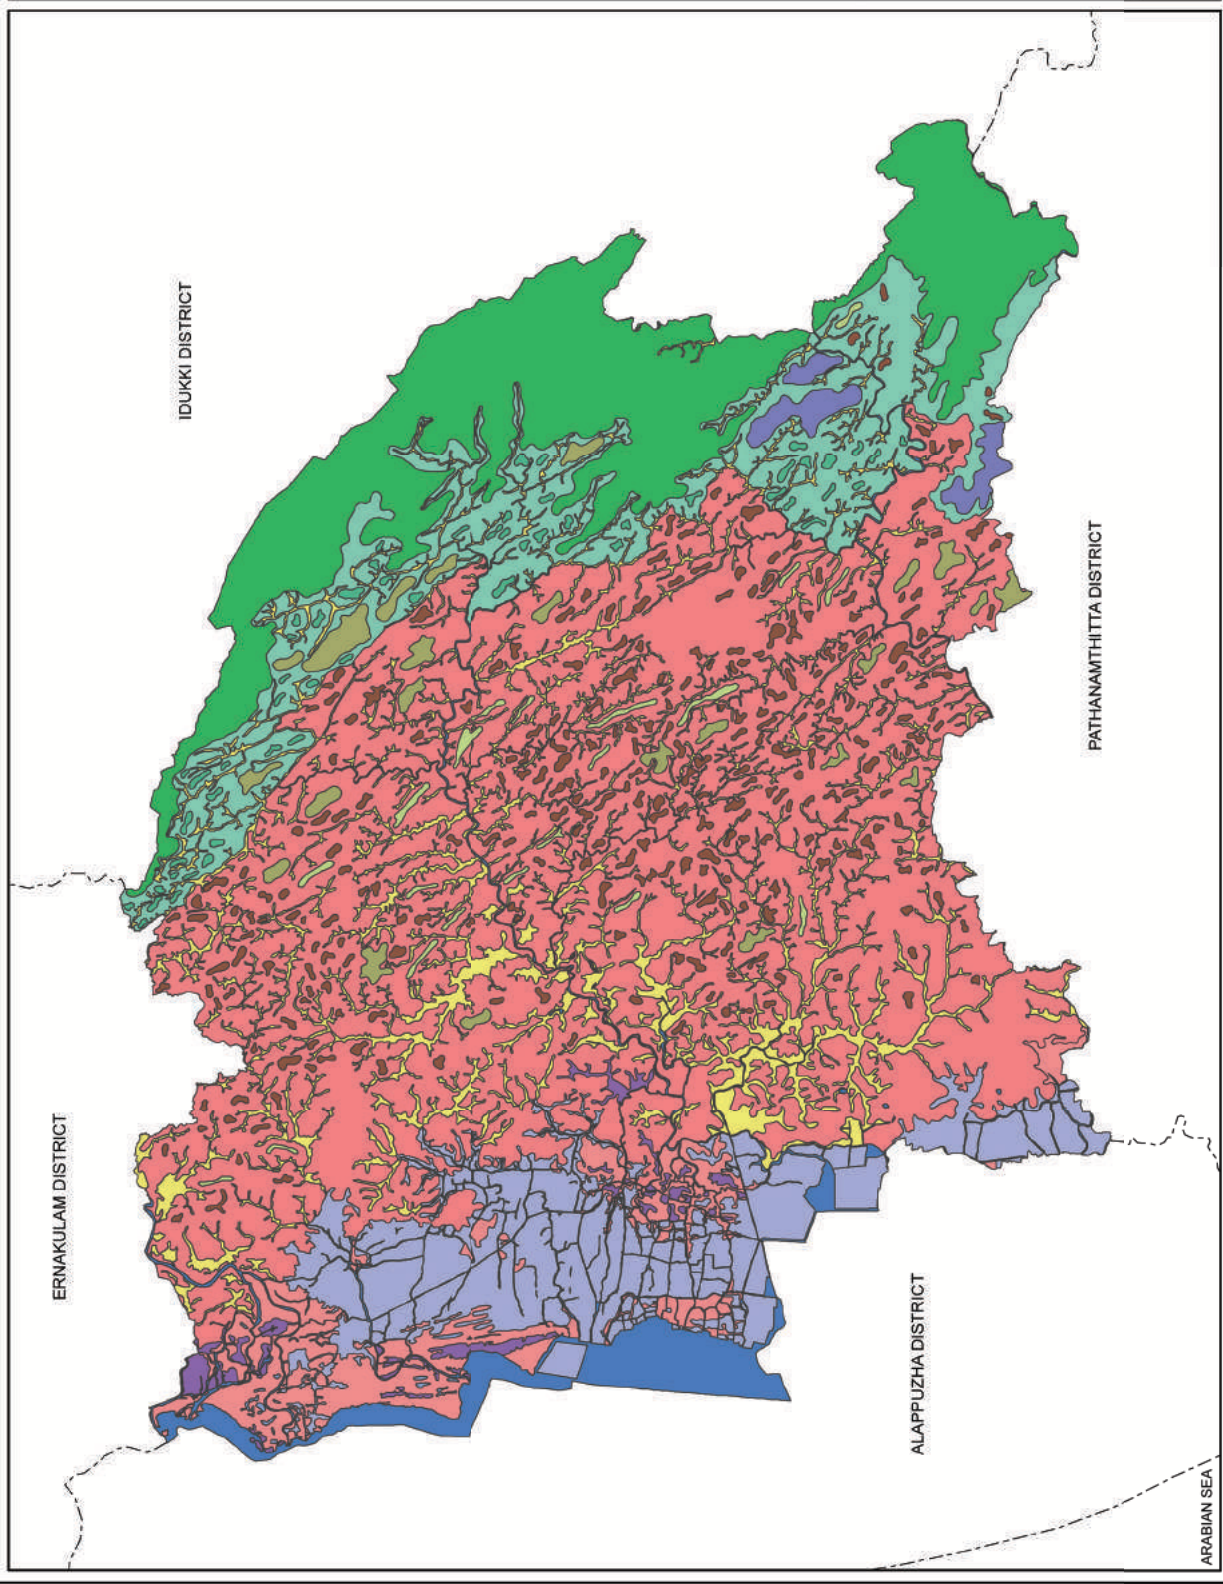 IDUKKI DISTRICT
ERNAKULAM DISTRICT
PATHANAMTHITTA DISTRICT
ALAPPUZHA DISTRICT
ARABIAN SEA